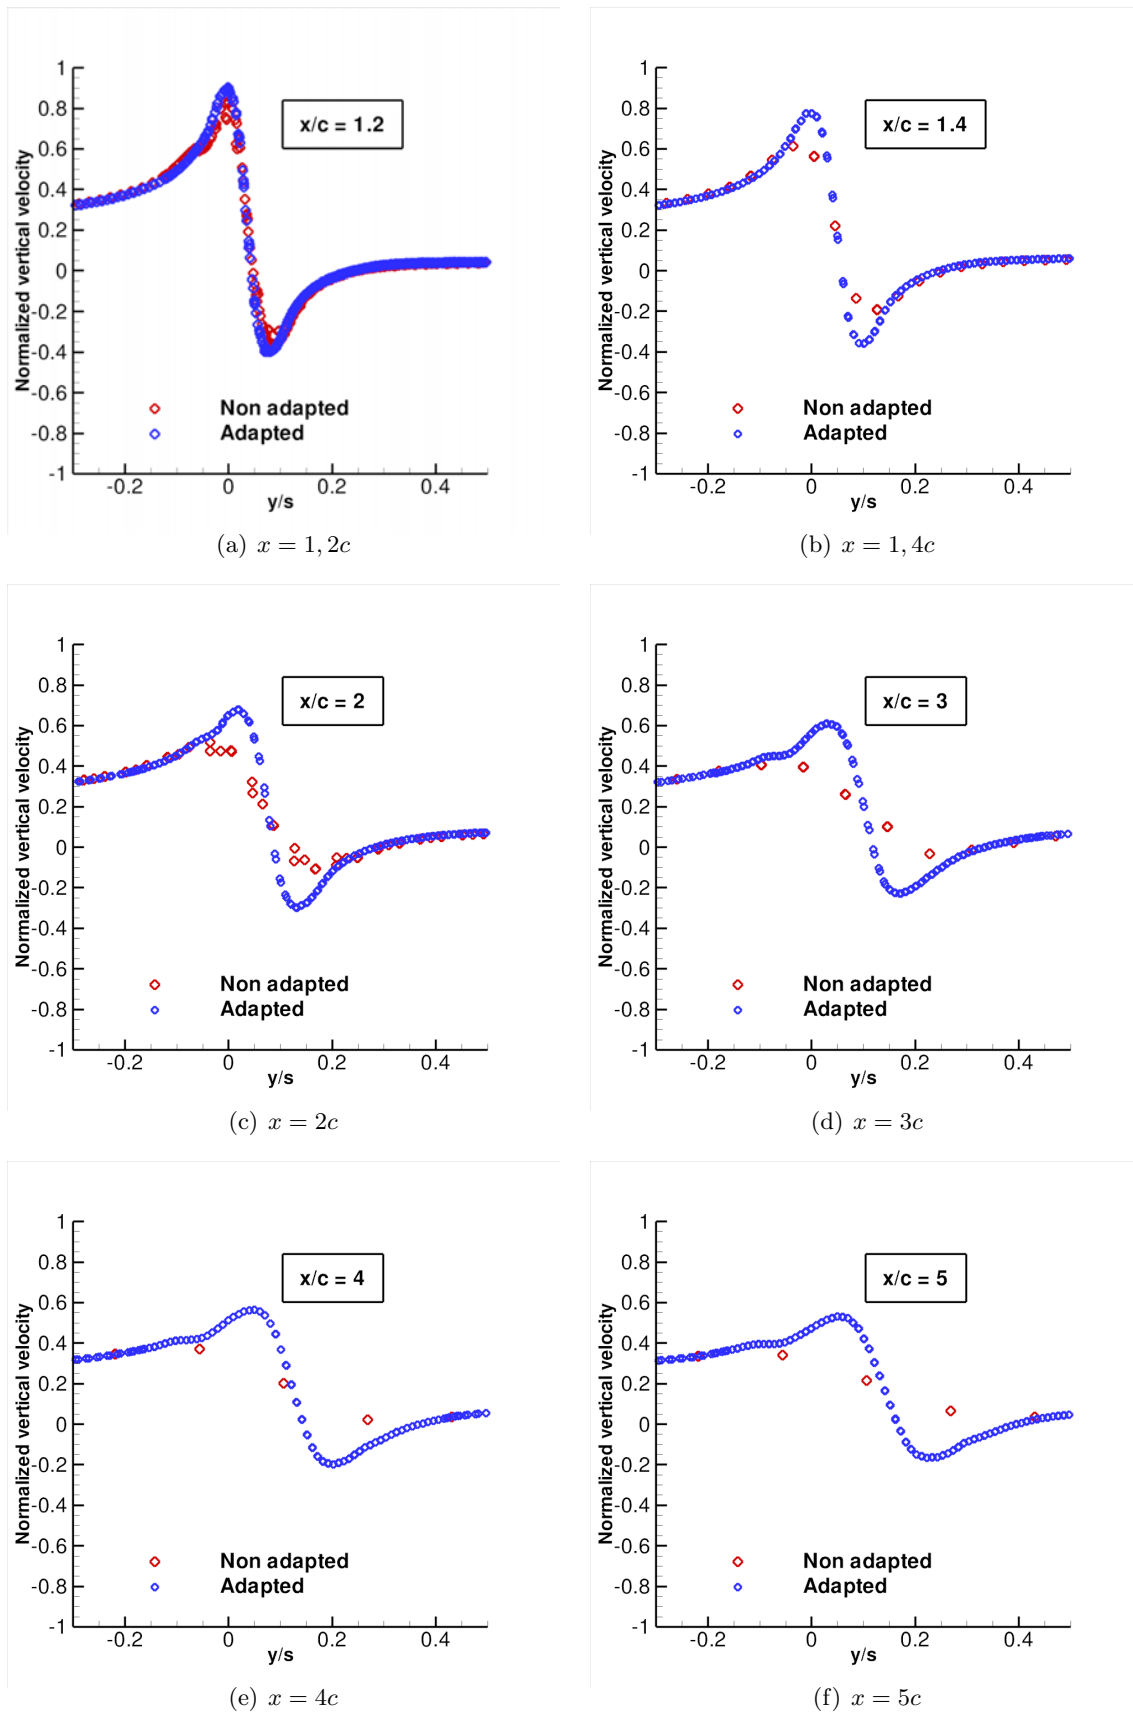 1
0.8
0.6
0.4
0.2
0
-0.2
-0.4
-0.6
-0.8
-1
Normalized vertical velocity
x/c = 1.2
Non adapted
Adapted
-0.2 0 0.2 0.4
y/s
(a) x = 1, 2c
1
0.8
0.6
0.4
0.2
0
-0.2
-0.4
-0.6
-0.8
-1
Normalized vertical velocity
x/c = 1.4
Non adapted
Adapted
-0.2 0 0.2 0.4
y/s
(b) x = 1, 4c
1
0.8
0.6
0.4
0.2
0
-0.2
-0.4
-0.6
-0.8
-1
Normalized vertical velocity
x/c = 2
Non adapted
Adapted
-0.2 0 0.2 0.4
y/s
(c) x = 2c
1
0.8
0.6
0.4
0.2
0
-0.2
-0.4
-0.6
-0.8
-1
Normalized vertical velocity
x/c = 3
Non adapted
Adapted
-0.2 0 0.2 0.4
y/s
(d) x = 3c
1
0.8
0.6
0.4
0.2
0
-0.2
-0.4
-0.6
-0.8
-1
Normalized vertical velocity
x/c = 4
Non adapted
Adapted
-0.2 0 0.2 0.4
y/s
(e) x = 4c
1
0.8
0.6
0.4
0.2
0
-0.2
-0.4
-0.6
-0.8
-1
Normalized vertical velocity
x/c = 5
Non adapted
Adapted
-0.2 0 0.2 0.4
y/s
(f) x = 5c